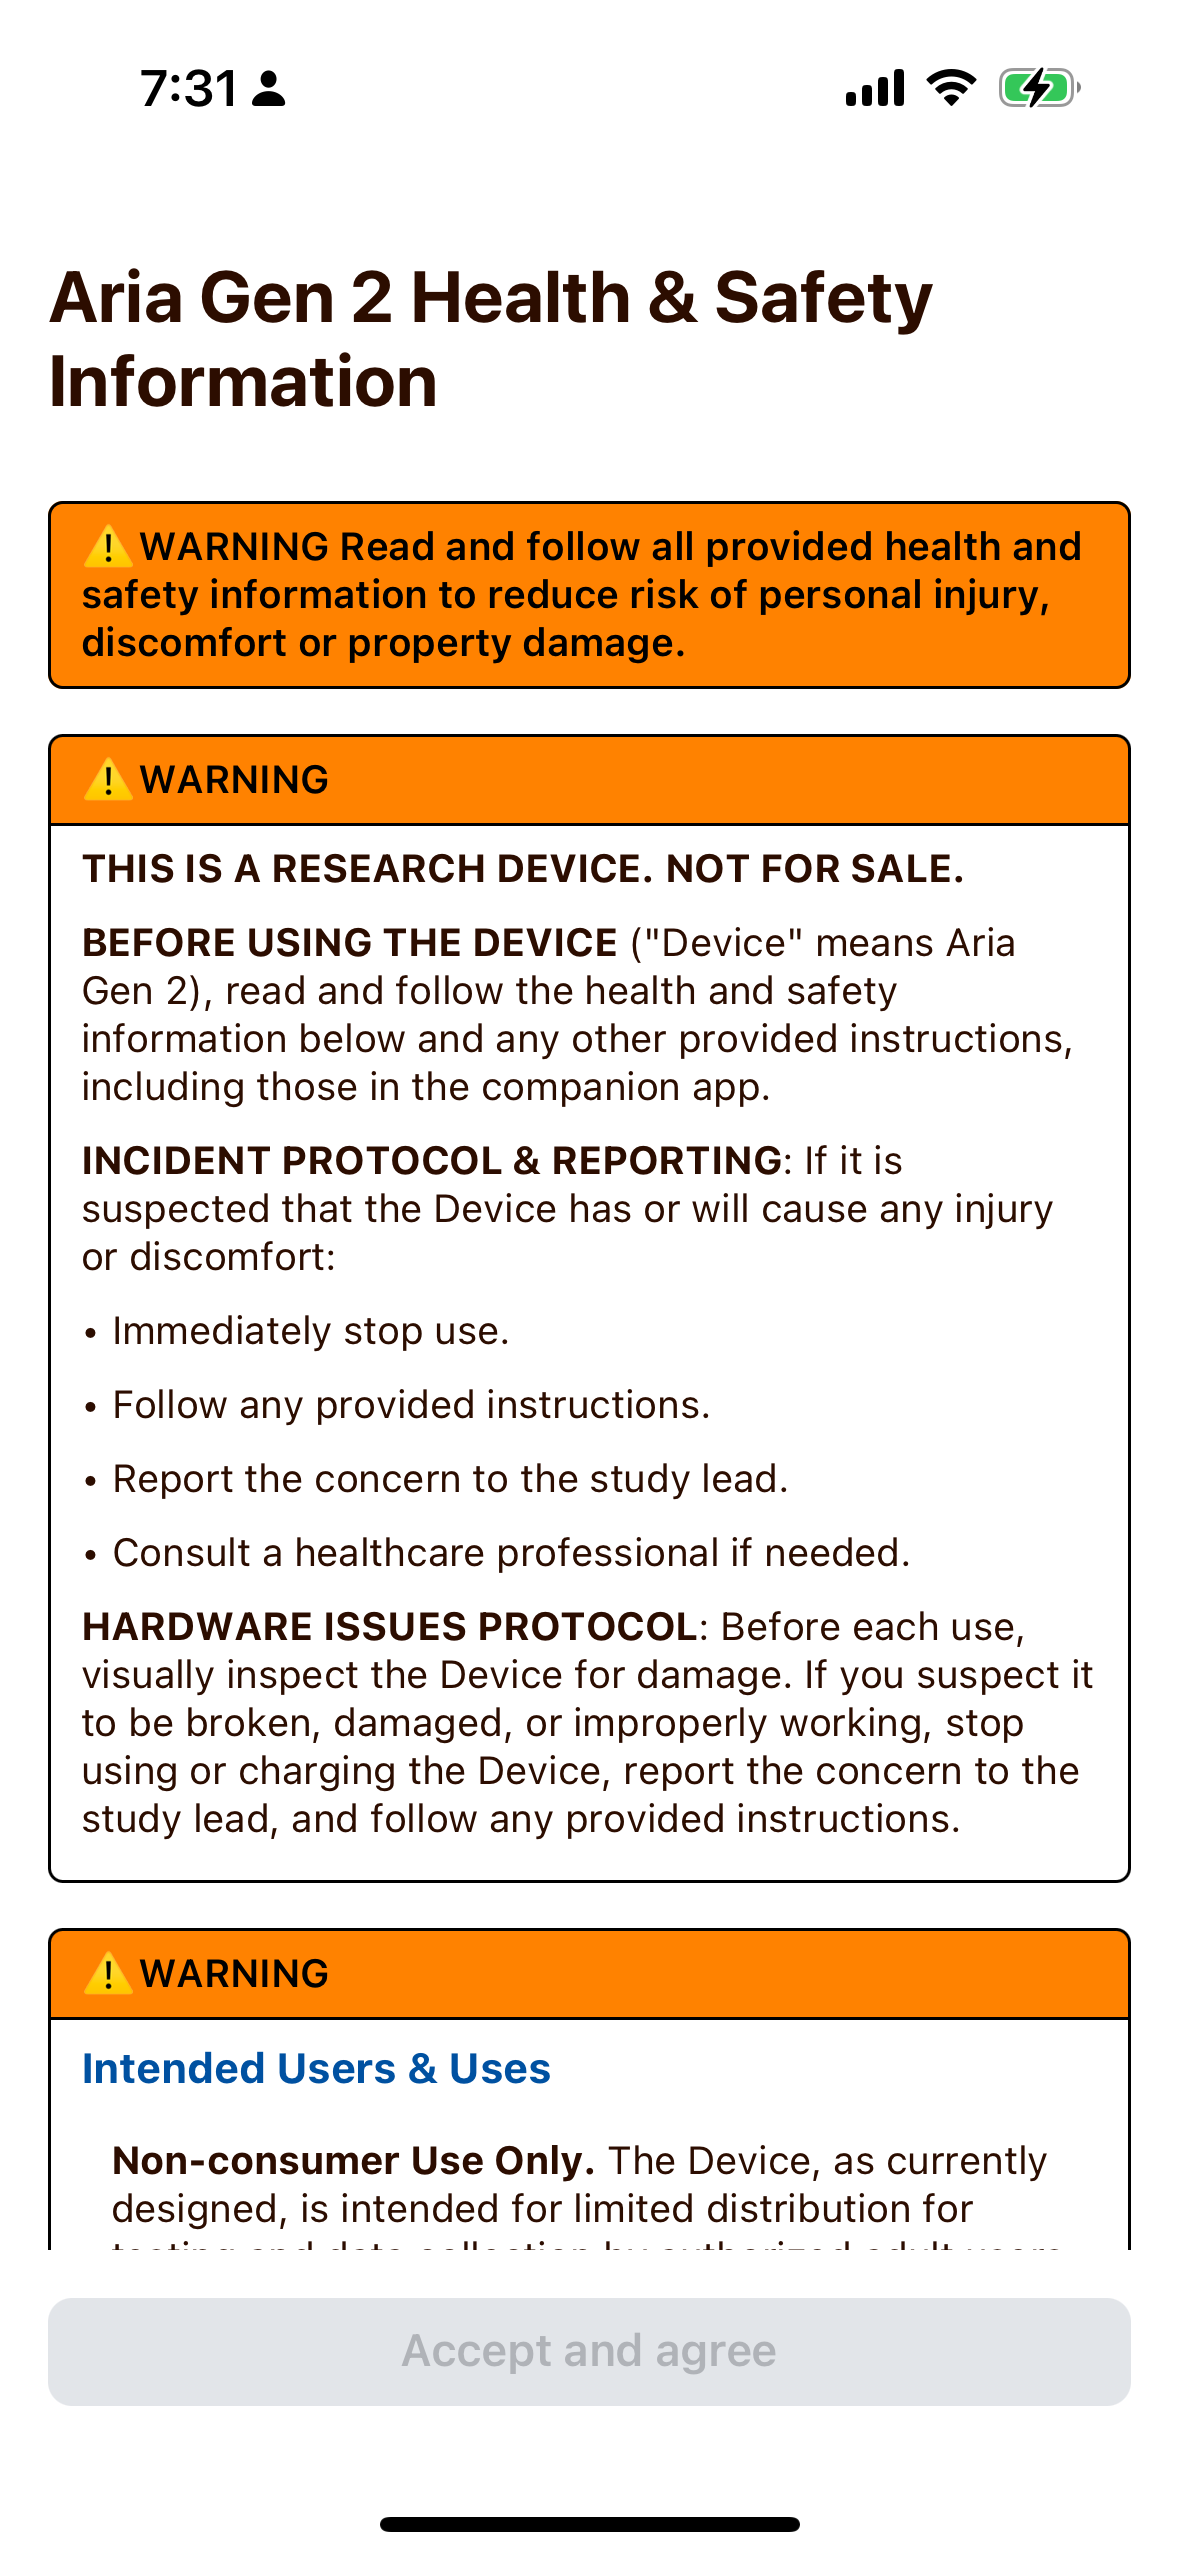 7:31
Aria Gen 2 Health & Safety
Information
⚠️WARNING Read and follow all provided health and
safety information to reduce risk of personal injury,
discomfort or property damage.
⚠️WARNING
THIS IS A RESEARCH DEVICE. NOT FOR SALE.
BEFORE USING THE DEVICE ("Device" means Aria
Gen 2), read and follow the health and safety
information below and any other provided instructions,
including those in the companion app.
INCIDENT PROTOCOL & REPORTING: If it is
suspected that the Device has or will cause any injury
or discomfort:
• Immediately stop use.
• Follow any provided instructions.
• Report the concern to the study lead.
• Consult a healthcare professional if needed.
HARDWARE ISSUES PROTOCOL: Before each use,
visually inspect the Device for damage. If you suspect it
to be broken, damaged, or improperly working, stop
using or charging the Device, report the concern to the
study lead, and follow any provided instructions.
⚠️WARNING
Intended Users & Uses
Non-consumer Use Only. The Device, as currently
designed, is intended for limited distribution for
testing and data collection by authorized adult users
Accept and agree